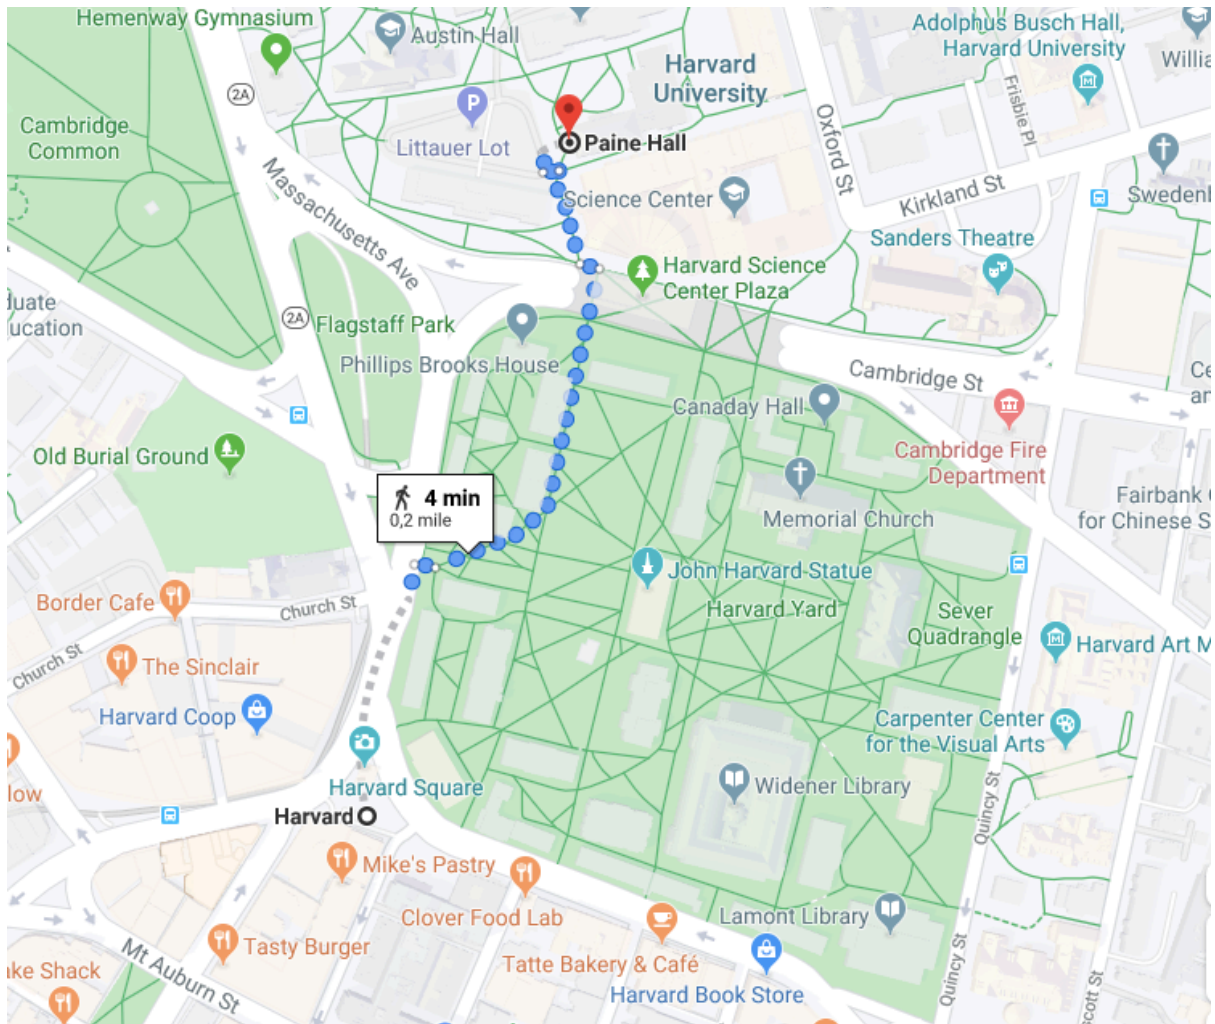 Hemenway Gymnasium
Austin Hall
Adolphus Busch Hall,
Harvard University
Harvard
University
2A
P
Cambridge
Common
Littauer Lot
Paine Hall
Oxford St
Frisbie Pl
Massachusetts Ave
Science Center
Kirkland St
Sanders Theatre
Harvard Science
Center Plaza
2A
Flagstaff Park
Phillips Brooks House
Cambridge St
Canaday Hall
Cambridge Fire
Department
Old Burial Ground
4 min
0,2 mile
Memorial Church
Fairbank
for Chinese S
John Harvard Statue
Harvard Yard
Sever
Quadrangle
Border Cafe
Church St
Church St
The Sinclair
Harvard Art M
Harvard Coop
Carpenter Center
for the Visual Arts
Harvard Square
Widener Library
Quincy St
Harvard
Mike's Pastry
Clover Food Lab
Lamont Library
Tasty Burger
Tatte Bakery & Café
Harvard Book Store
Mt Auburn St
Quincy St
ake Shack